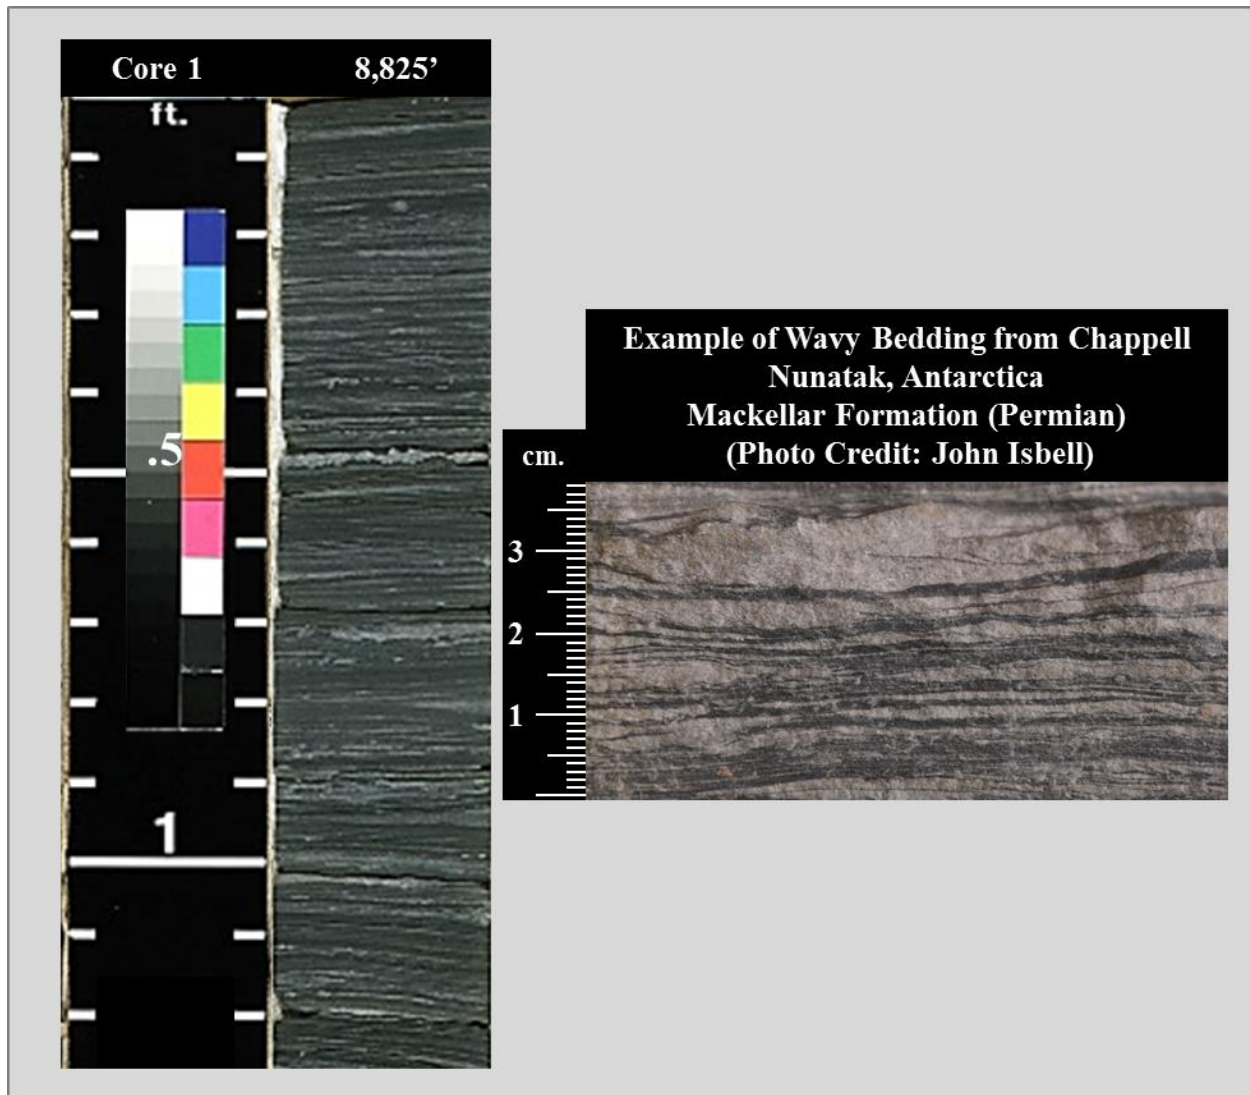 Core 1 8,825’
ft.
.5
1
Example of Wavy Bedding from Chappell
Nunatak, Antarctica
Mackellar Formation (Permian)
(Photo Credit: John Isbell)
cm.
3
2
1